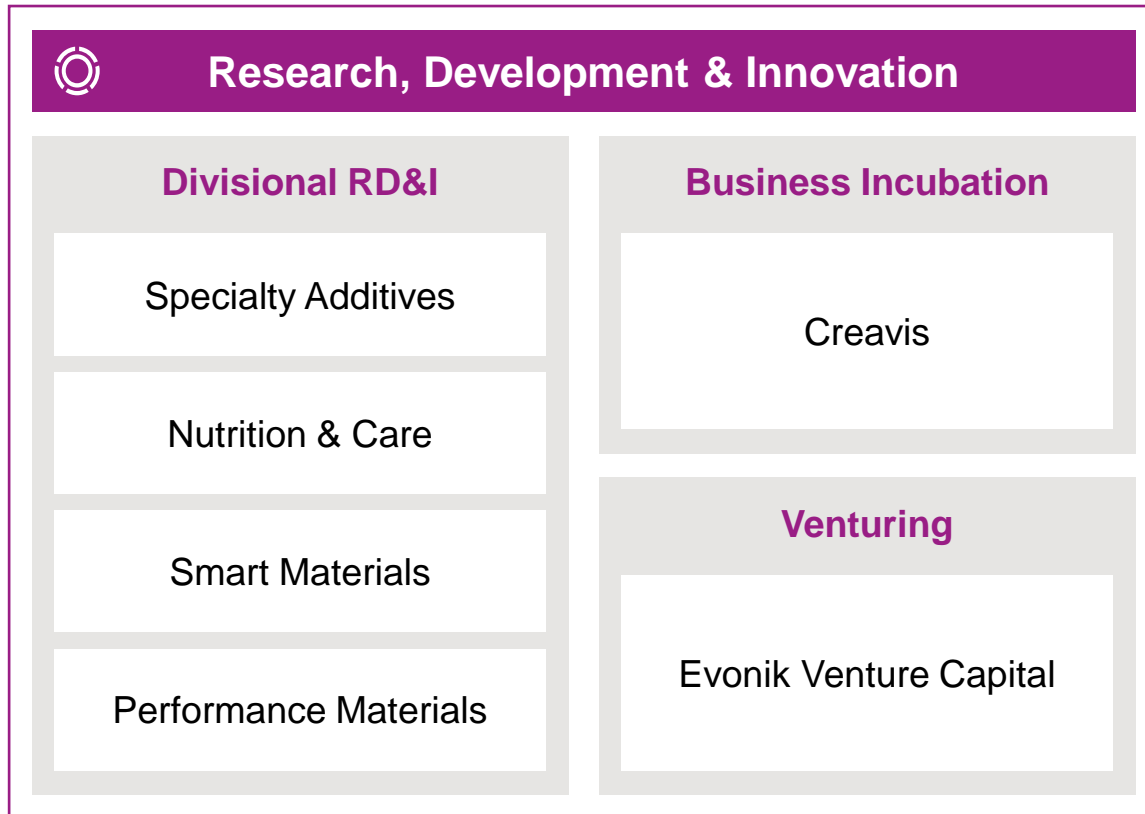 Research, Development & Innovation
Divisional RD&I
Specialty Additives
Nutrition & Care
Smart Materials
Performance Materials
Business Incubation
Creavis
Venturing
Evonik Venture Capital